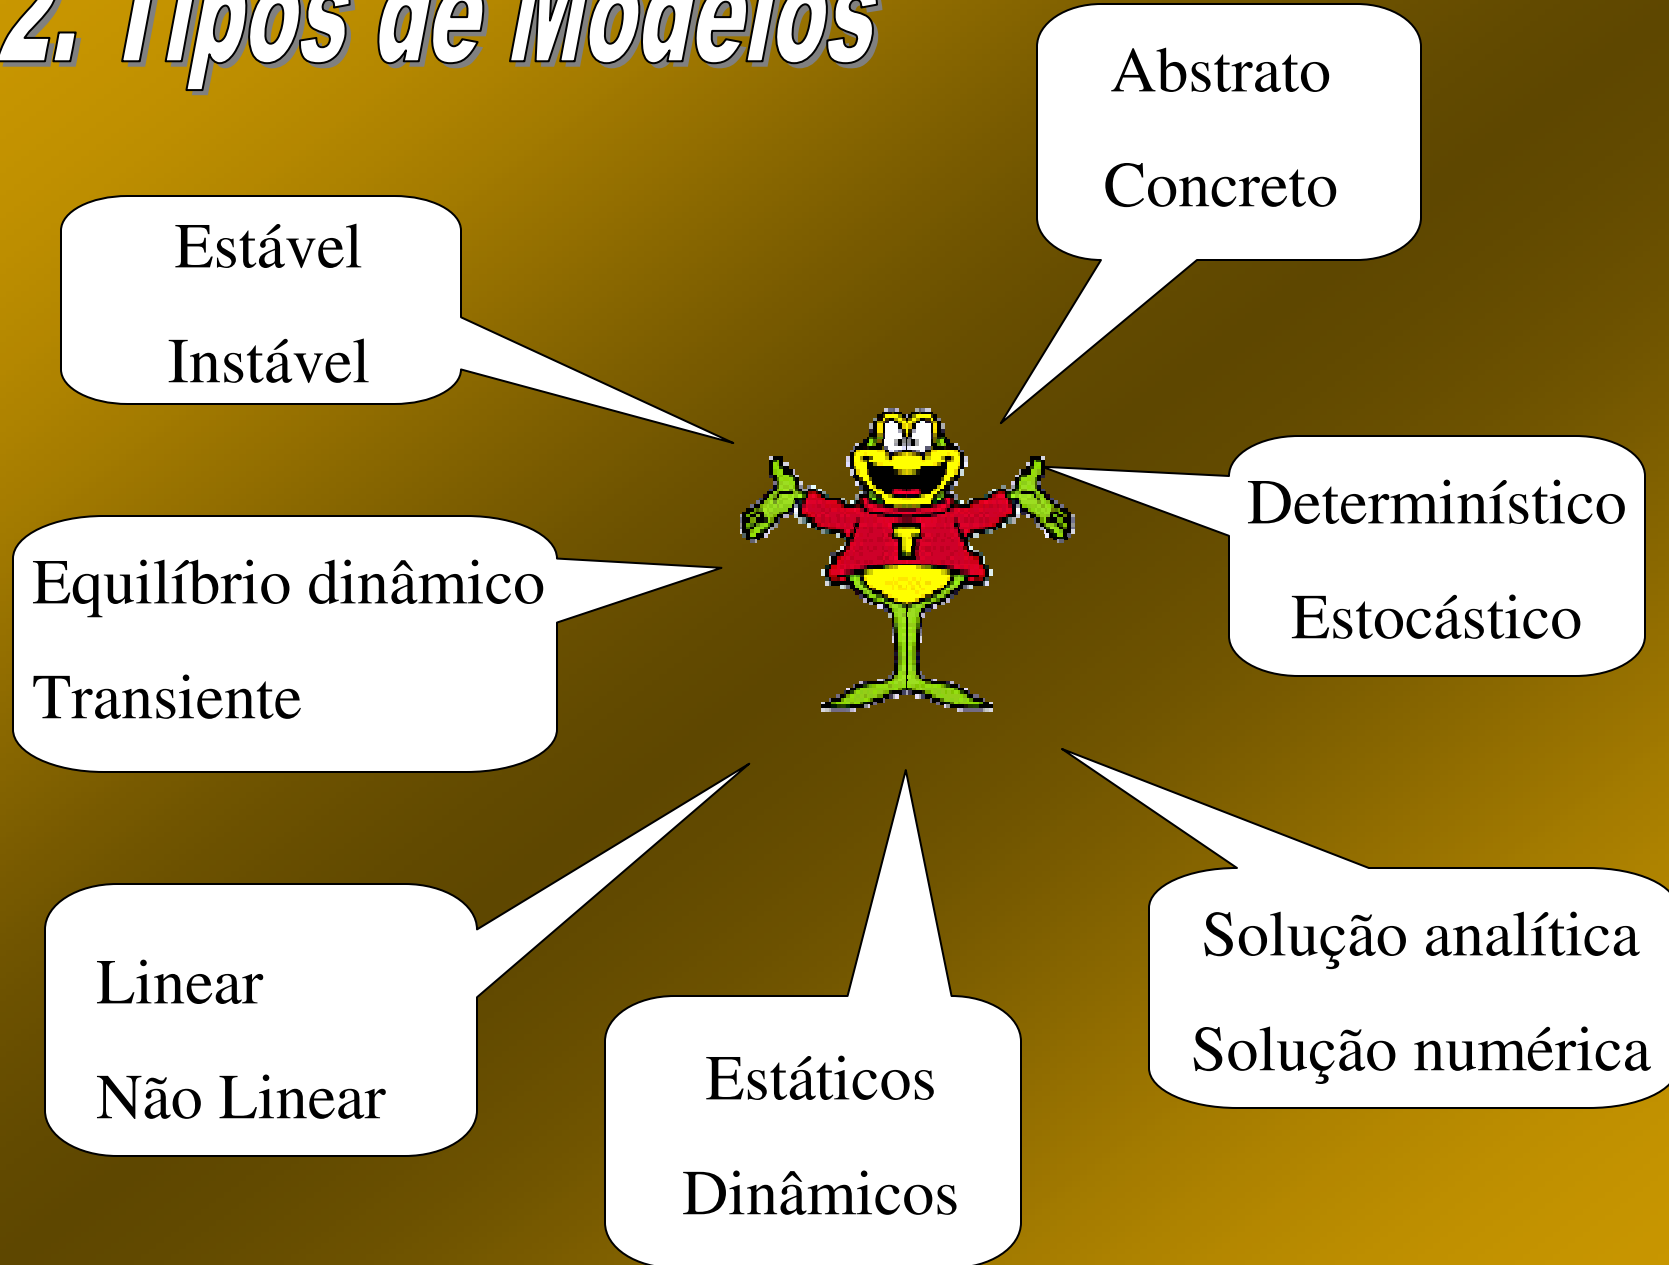 2. Tipos de Modelos
Abstrato
Concreto
Estável
Instável
Determinístico
Estocástico
Equilíbrio dinâmico
Transiente
T
Linear
Não Linear
Estáticos
Dinâmicos
Solução analítica
Solução numérica